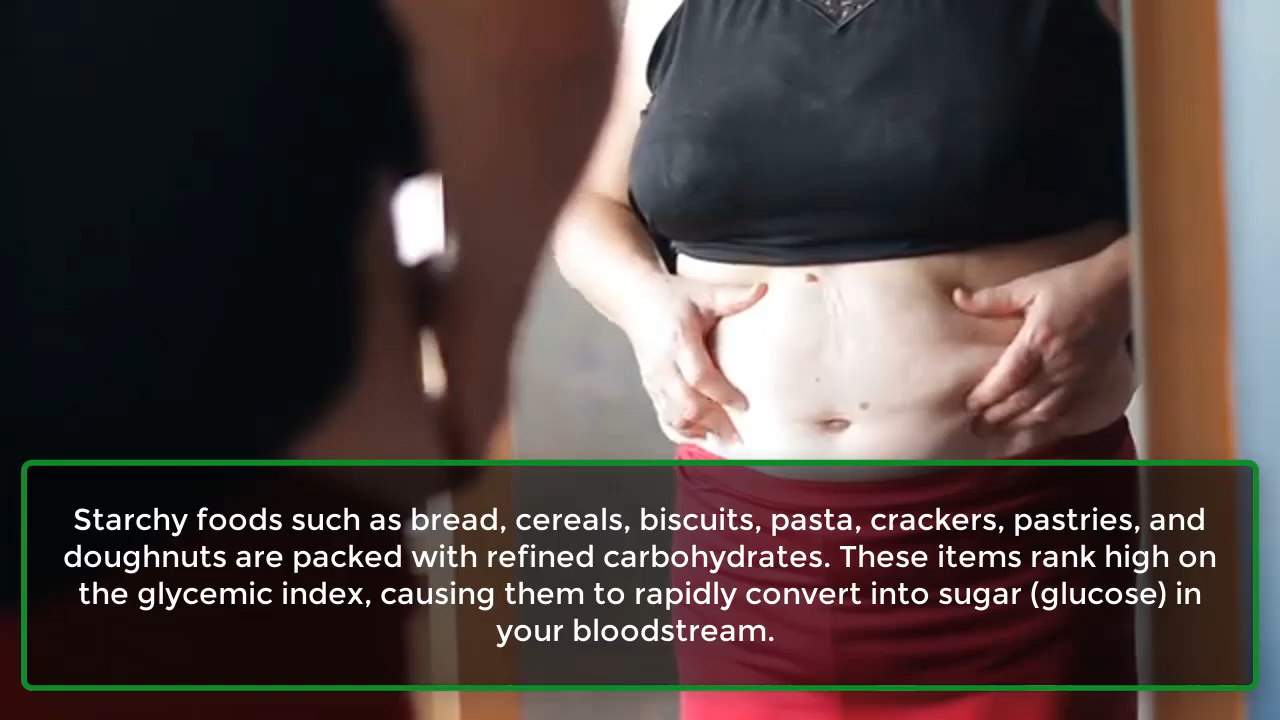 Starchy foods such as bread, cereals, biscuits, pasta, crackers, pastries, and
doughnuts are packed with refined carbohydrates. These items rank high on
the glycemic index, causing them to rapidly convert into sugar (glucose) in
your bloodstream.